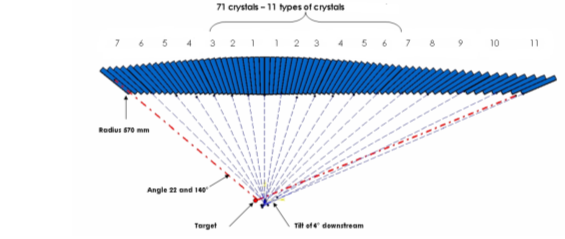 71 crystals – 11 types of crystals
7 6 5 4 3 2 1 1 2 3 4 5 6 7 8 9 10 11
Radius 570 mm
Angle 22 and 140°
Target
Tilt of 4° downstream